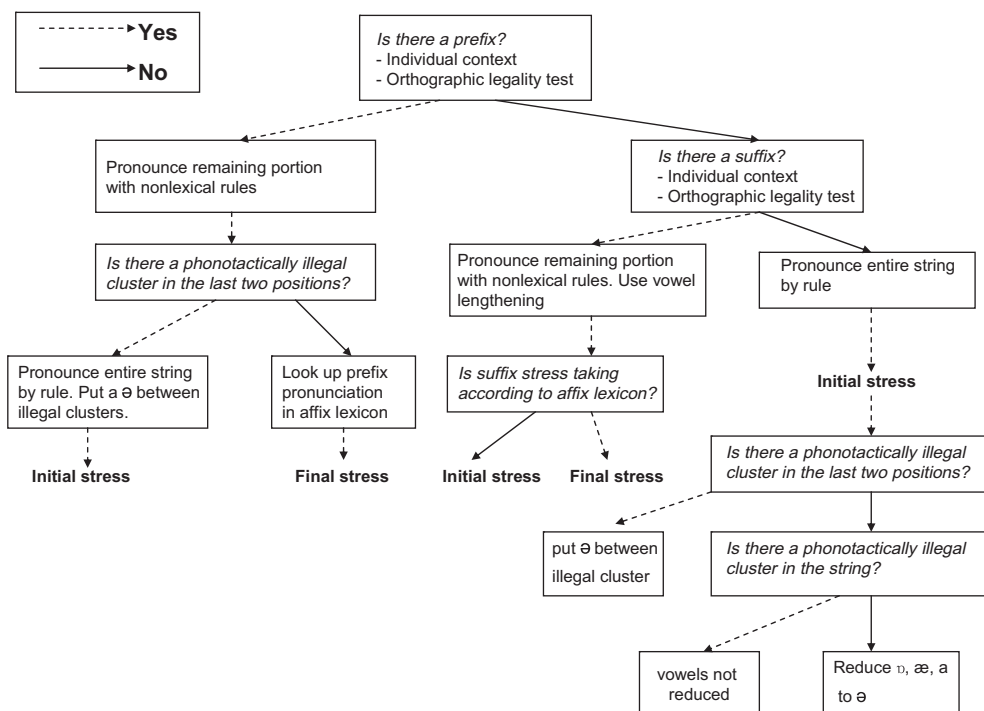 Yes
No
Is there a prefix?
- Individual context
- Orthographic legality test
Pronounce remaining portion
with nonlexical rules
Is there a suffix?
- Individual context
- Orthographic legality test
Is there a phonotactically illegal
cluster in the last two positions?
Pronounce remaining portion
with nonlexical rules. Use vowel
lengthening
Pronounce entire string
by rule
Pronounce entire string
by rule. Put a ə between
illegal clusters.
Look up prefix
pronunciation
in affix lexicon
Is suffix stress taking
according to affix lexicon?
Initial stress
Initial stress
Final stress
Initial stress
Final stress
Is there a phonotactically illegal
cluster in the last two positions?
put ə between
illegal cluster
Is there a phonotactically illegal
cluster in the string?
vowels not
reduced
Reduce ɒ, æ, a
to ə